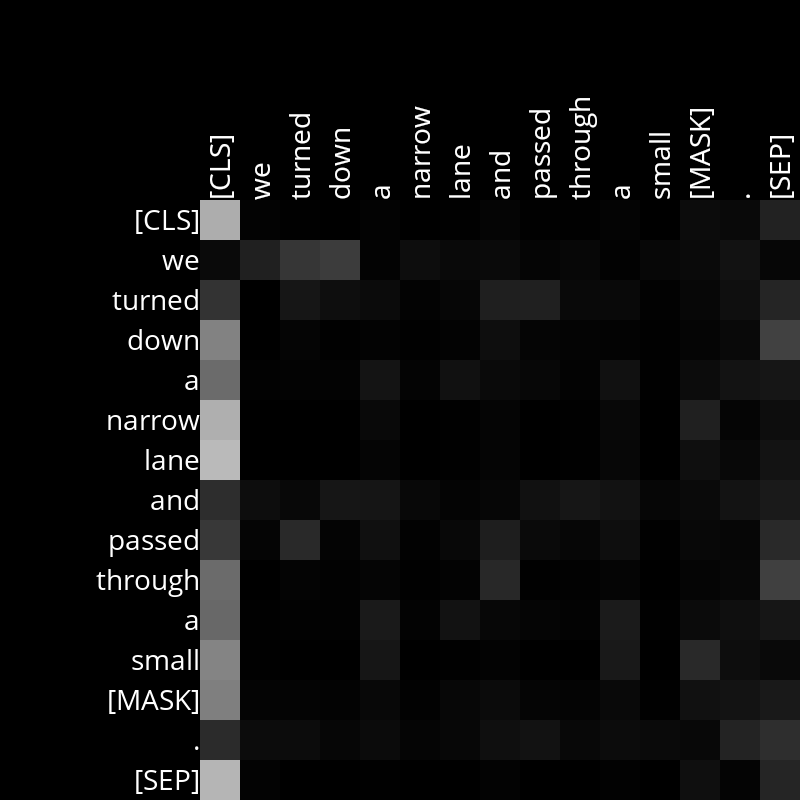 [CLS] we turned down a narrow lane and passed through a small [MASK] . [SEP]
[CLS]
we
turned
down
a
narrow
lane
and
passed
through
a
small
[MASK]
.
[SEP]